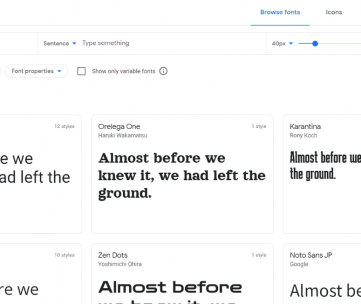 Browse fonts
Icons
Sentence
Type something
40px
Font properties
Show only variable fonts
12 styles
e we
ad left the
Orelega One
1 style
Haruki Wakamatsu
Almost before we
knew it, we had left the
ground.
Karantina
Rony Koch
Almost before we
the ground.
10 styles
re we
Zen Dots
1 style
Yoshimichi Ohira
Almost before
Noto Sans JP
Google
Almost bef